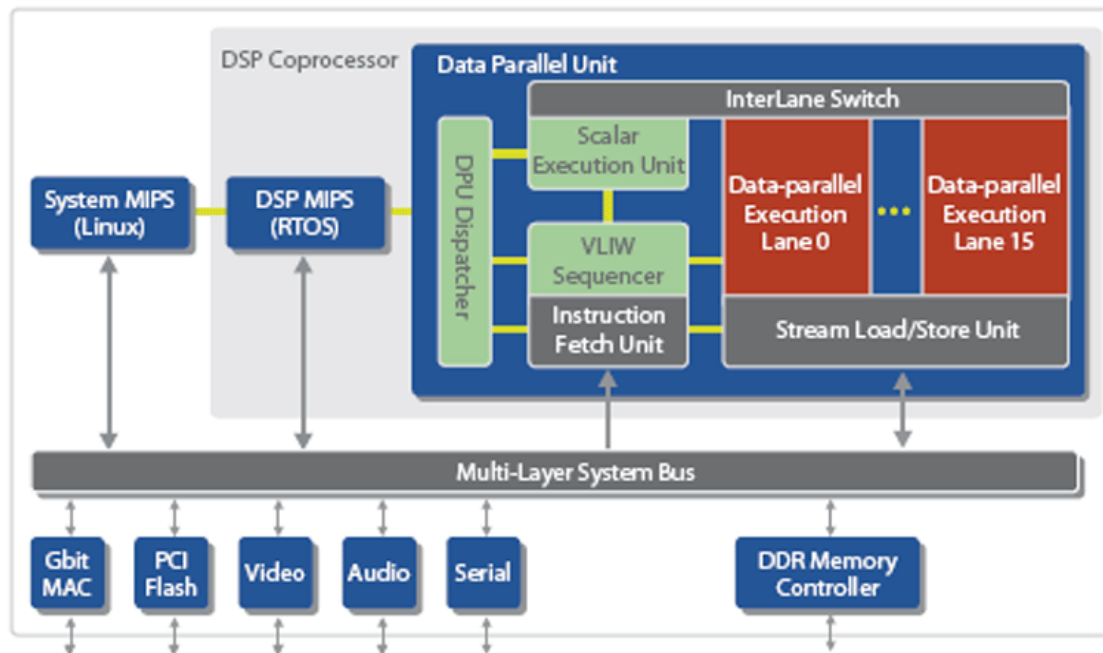 DSP Coprocessor
Data Parallel Unit
InterLane Switch
DPU Dispatcher
Scalar
Execution Unit
Data-parallel
Execution
Lane 0
Data-parallel
Execution
Lane 15
System MIPS
(Linux)
DSP MIPS
(RTOS)
VLIW
Sequencer
Instruction
Fetch Unit
Stream Load/Store Unit
Multi-Layer System Bus
Gbit
MAC
PCI
Flash
Video
Audio
Serial
DDR Memory
Controller